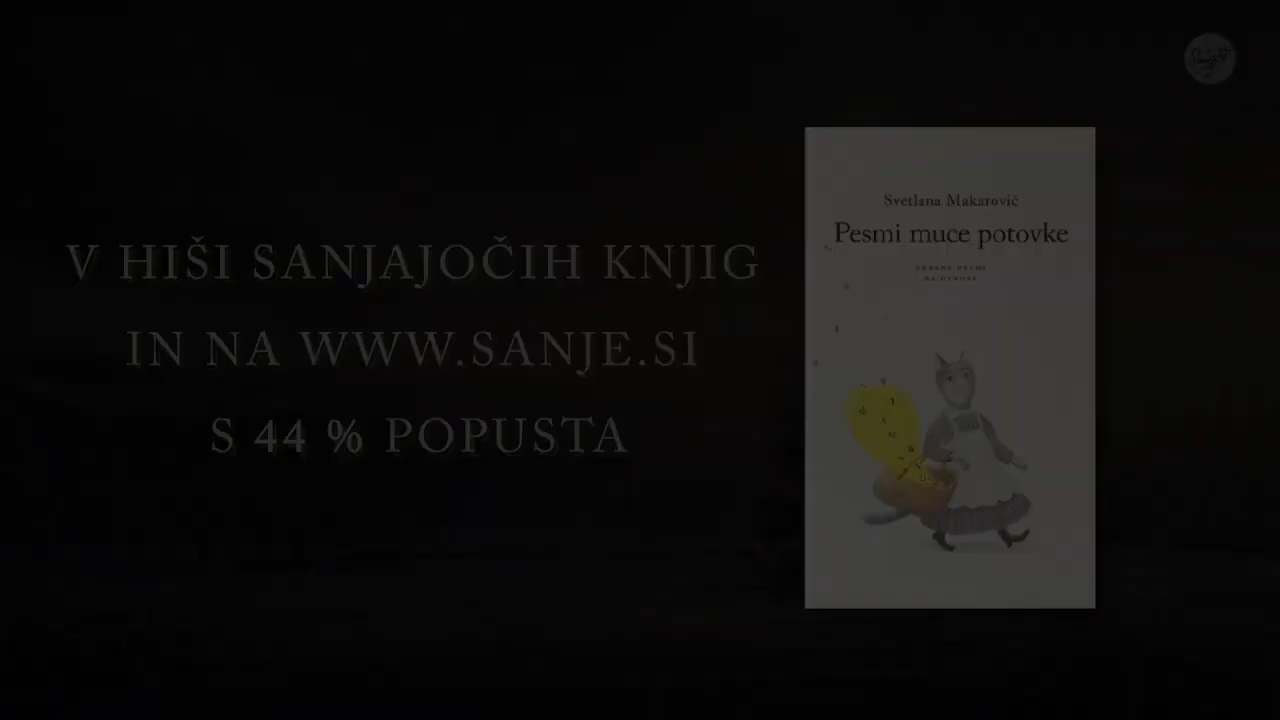 V HIŠI SANJAJOČIH KNJIG
IN NA WWW.SANJE.SI
S 44 % POPUSTA
Svetlana Makarovič
Pesmi muce potovke